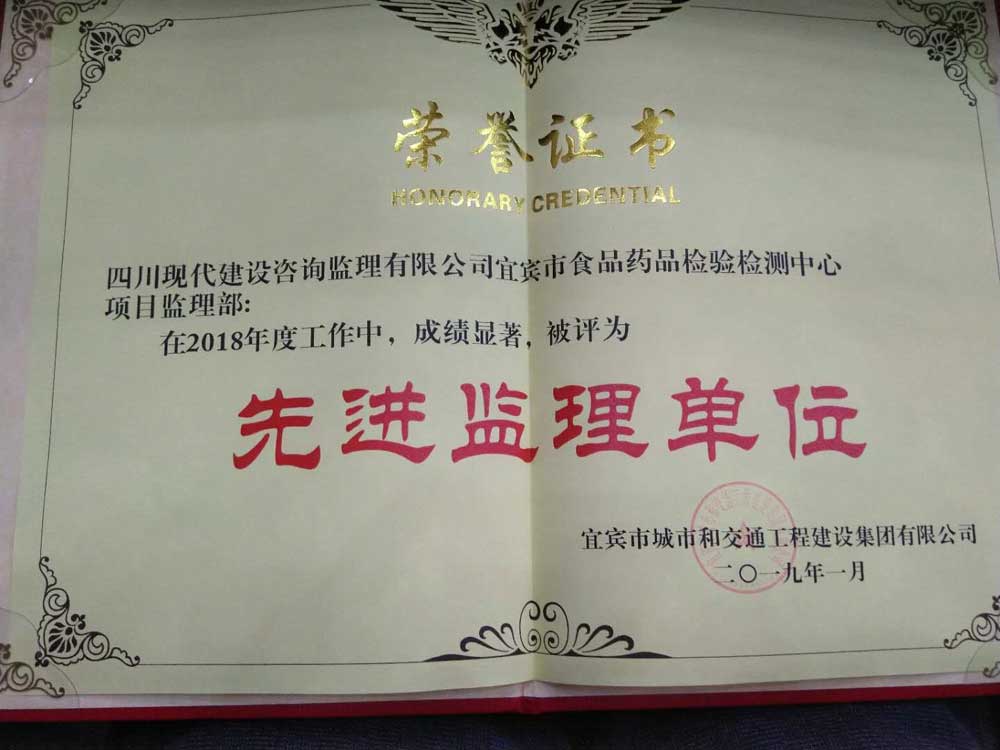 荣誉证书
HONORARY CREDENTIAL
四川现代建设咨询监理有限公司宜宾市食品药品检验检测中心
项目监理部:
在2018年度工作中，成绩显著，被评为
先进监理单位
宜宾市城市和交通工程建设集团有限公司
二〇一九年一月